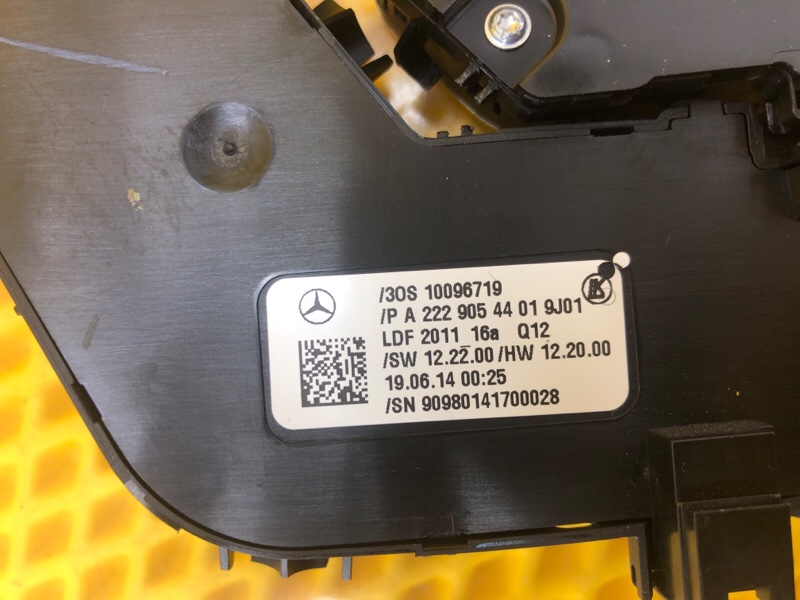 /3OS 10096719
/P A 222 905 44 01 9J01
LDF 2011_16a Q12
/SW 12.22.00 /HW 12.20.00
19.06.14 00:25
/SN 90980141700028